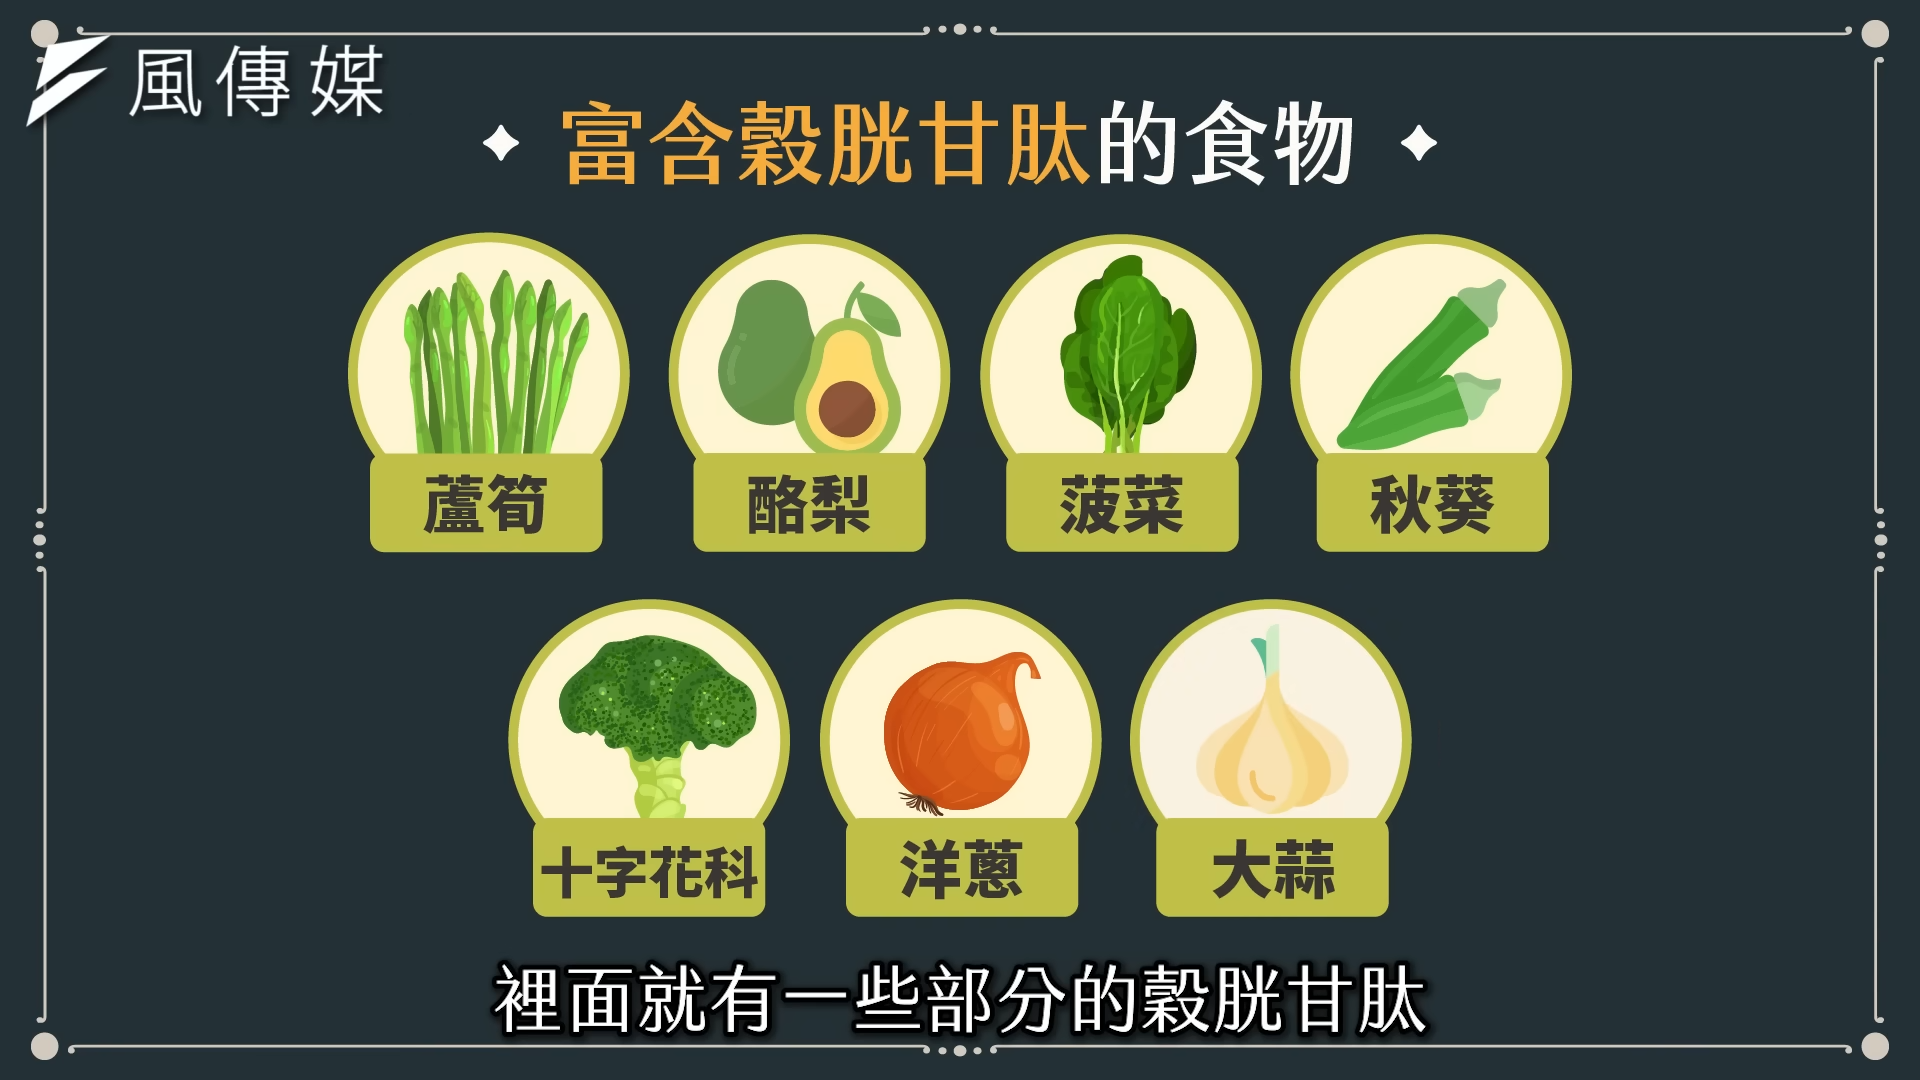 風傳媒
富含穀胱甘肽的食物
蘆筍
酪梨
菠菜
秋葵
十字花科
洋蔥
大蒜
裡面就有一些部分的穀胱甘肽